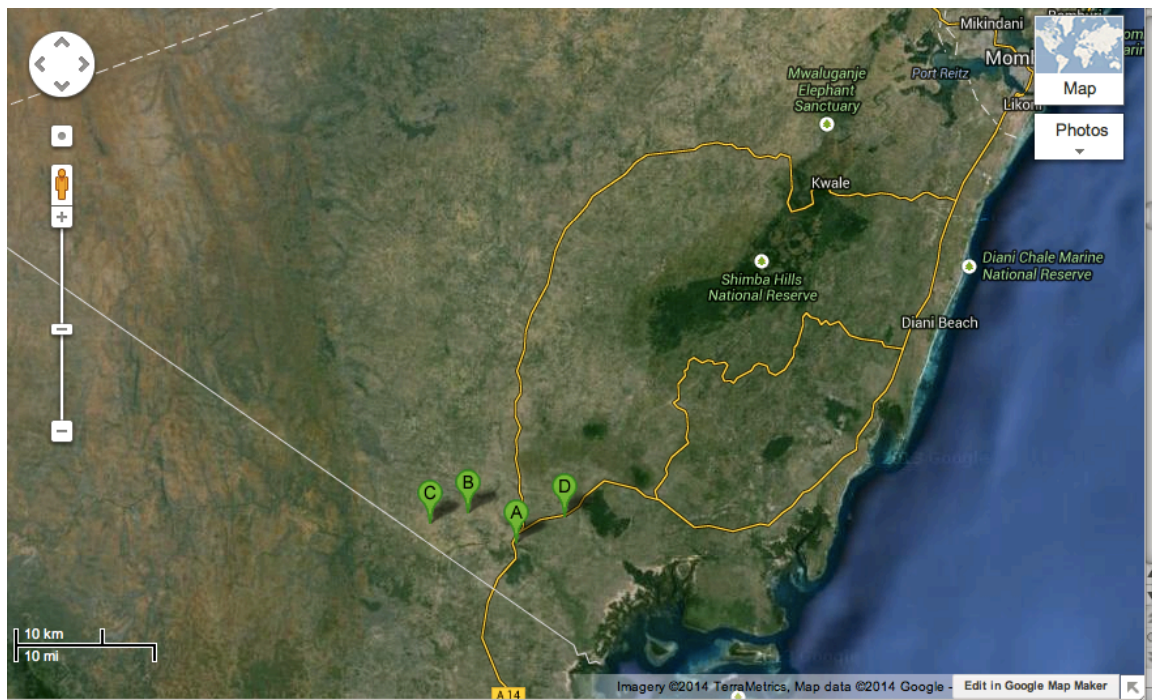 Mikindani
Map
Photos
Port Reitz
Mwaluganje
Elephant
Sanctuary
Kwale
Shimba Hills
National Reserve
Diani Chale Marine
National Reserve
Diani Beach
C
B
D
A
10 km
10 mi
A 14
Imagery ©2014 TerraMetrics, Map data ©2014 Google -
Edit in Google Map Maker